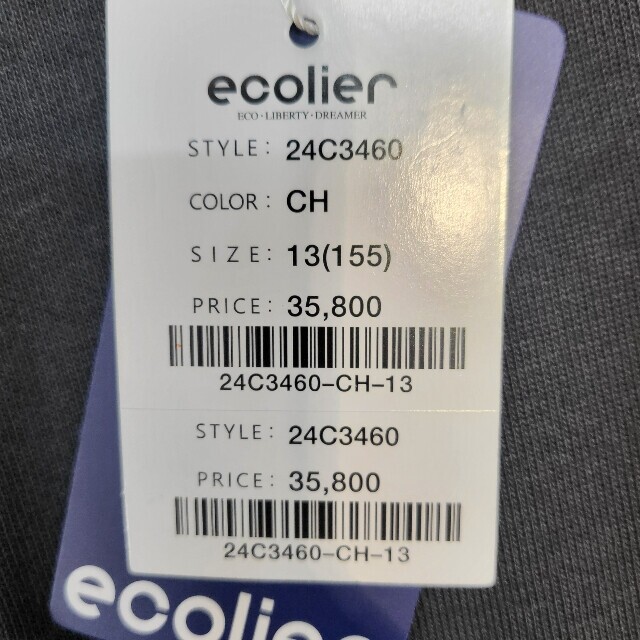 ecolier
ECO·LIBERTY·DREAMER
STYLE: 24C3460
COLOR: CH
SIZE: 13(155)
PRICE: 35,800
24C3460-CH-13
STYLE: 24C3460
PRICE: 35,800
24C3460-CH-13
ecolier